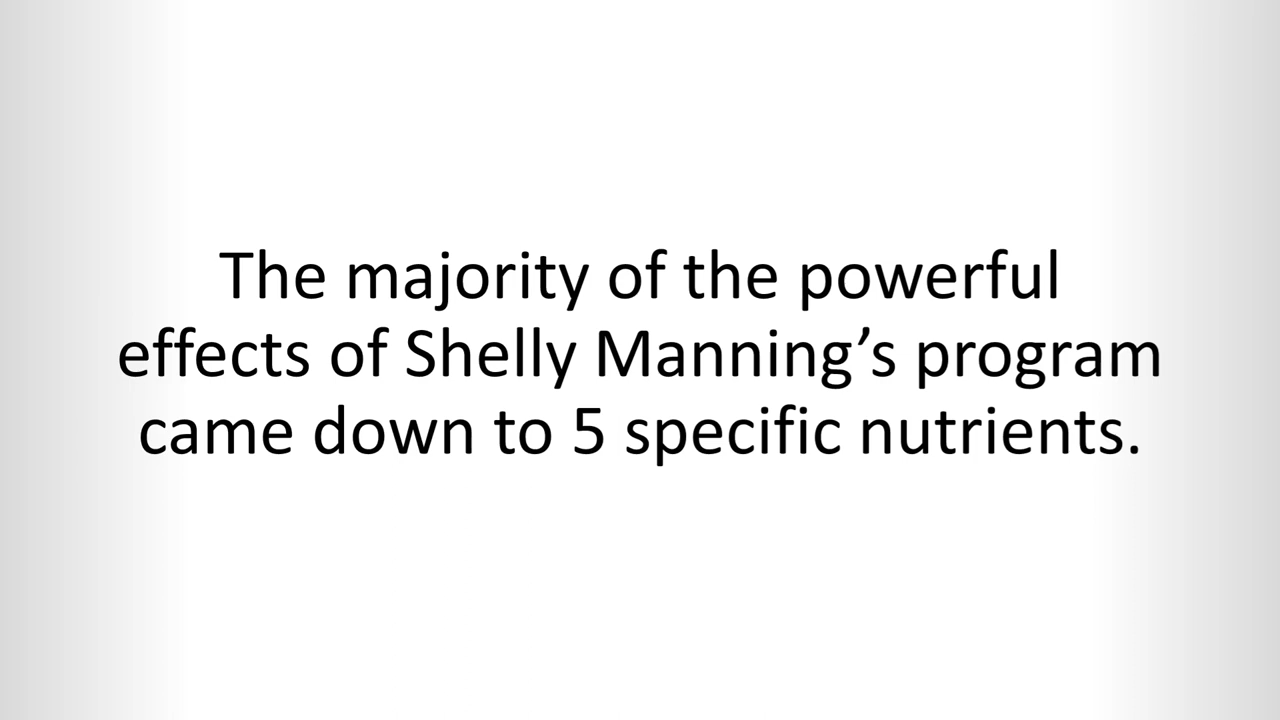 The majority of the powerful
effects of Shelly Manning’s program
came down to 5 specific nutrients.